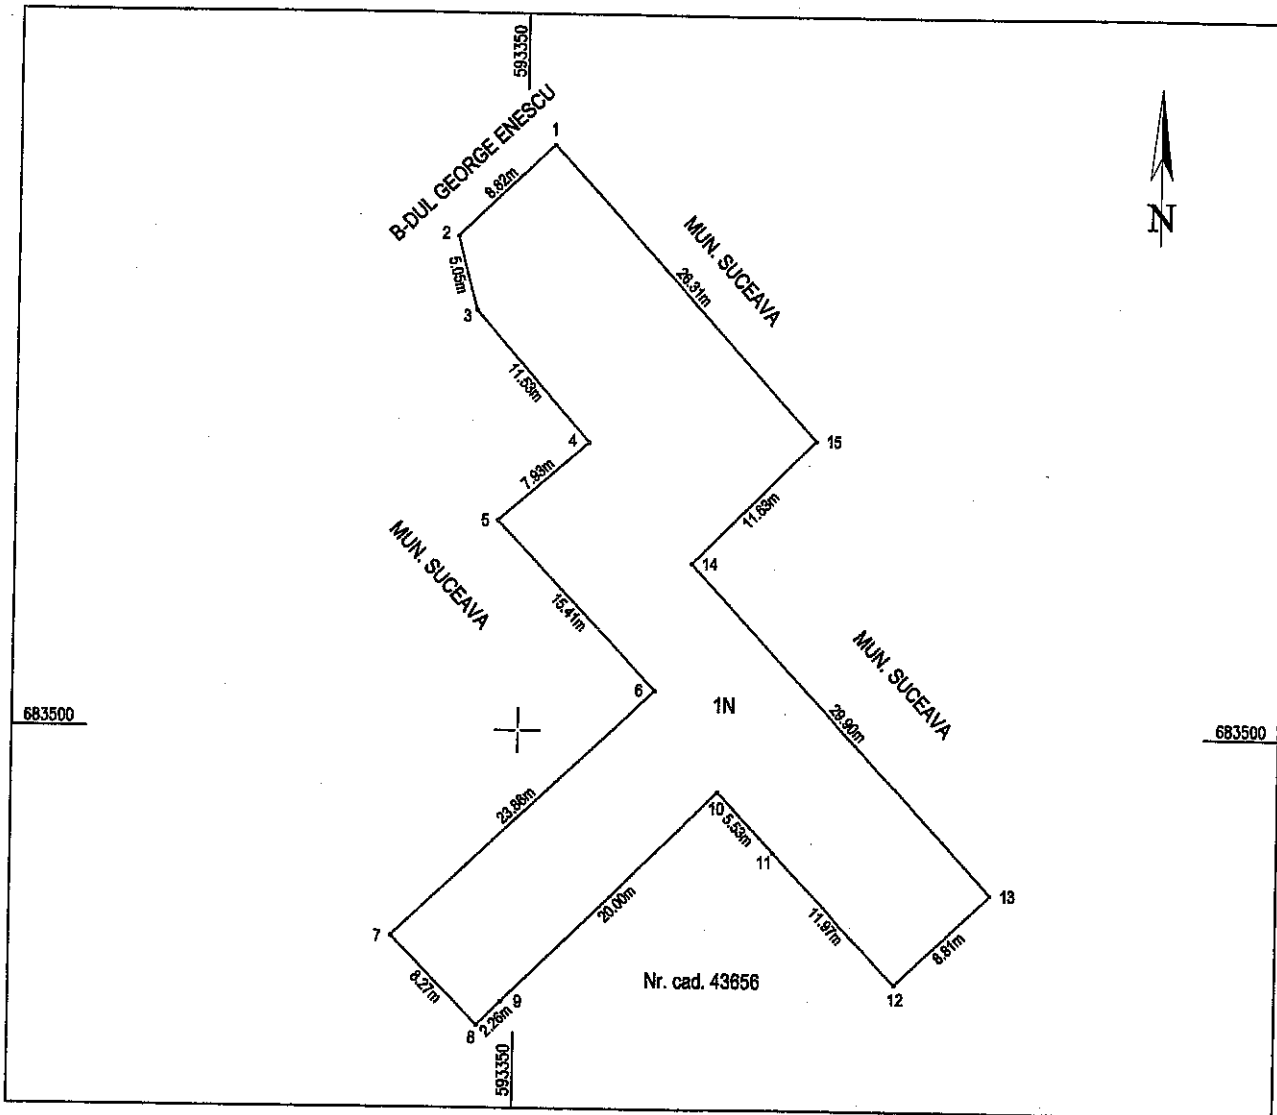 593350
B-DUL GEORGE ENESCU
1
8.82m
2
5.05m
3
MUN. SUCEAVA
26.31m
N
11.53m
4
15
7.93m
5
11.63m
14
MUN. SUCEAVA
15.41m
MUN. SUCEAVA
6
1N
29.90m
683500
683500
23.86m
10
5.53m
11
13
20.00m
11.97m
7
8.81m
8.27m
Nr. cad. 43656
12
9
2.26m
8
593350